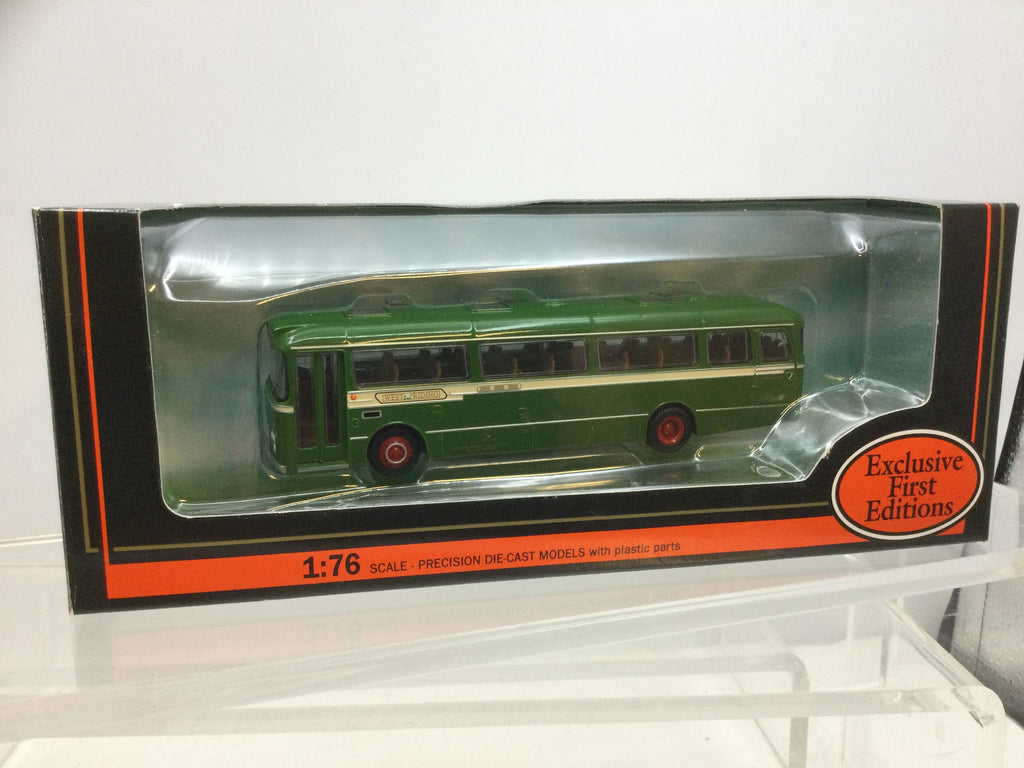 WEST RIDING
Exclusive
First
Editions
1:76 SCALE - PRECISION DIE-CAST MODELS with plastic parts